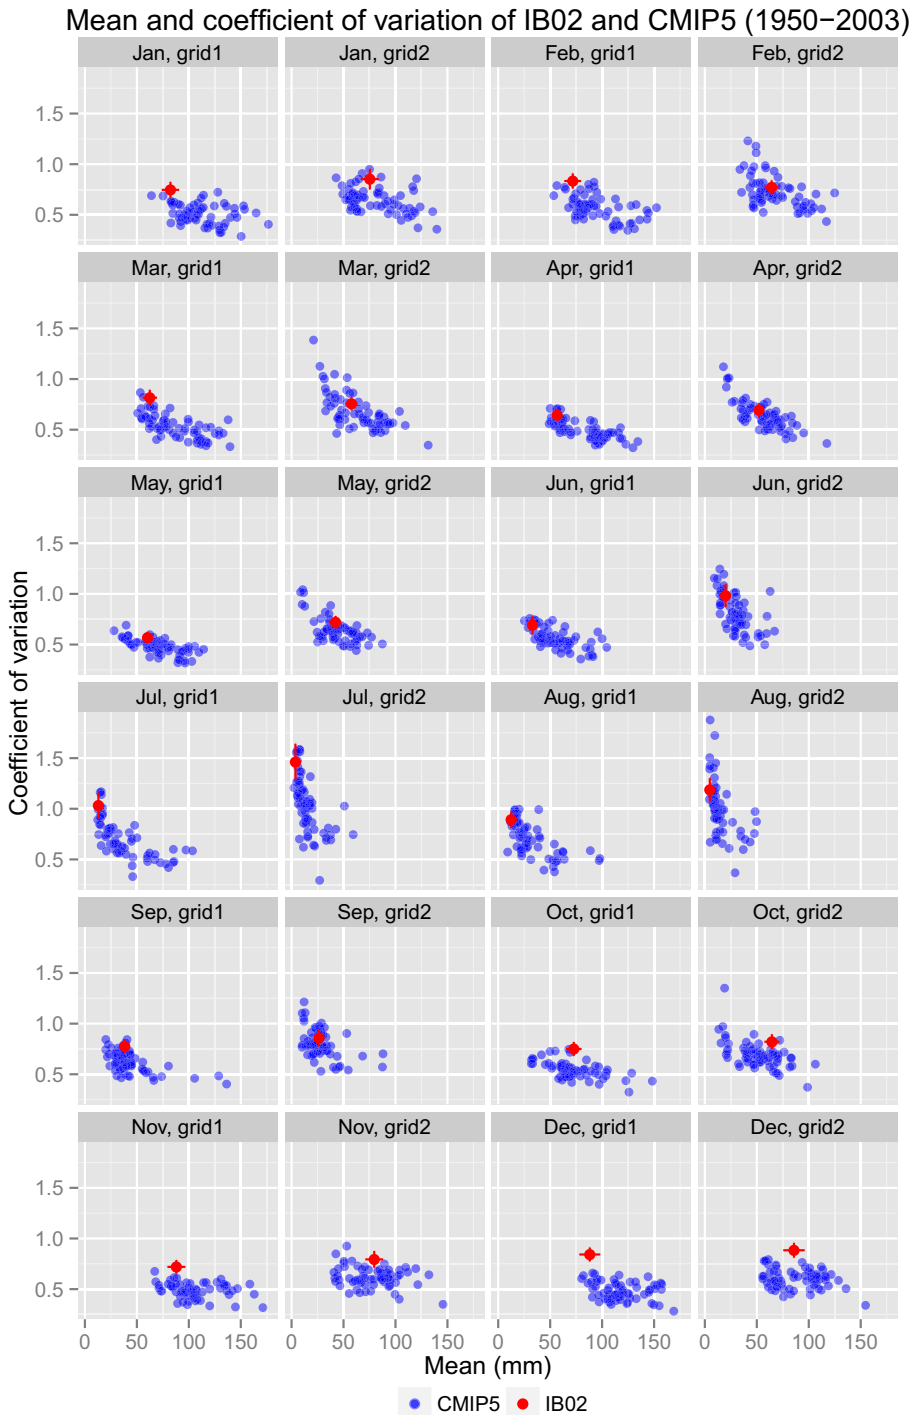 Mean and coefficient of variation of IB02 and CMIP5 (1950−2003)
Jan, grid1 Jan, grid2 Feb, grid1 Feb, grid2
1.5
1.0
0.5
Mar, grid1 Mar, grid2 Apr, grid1 Apr, grid2
1.5
1.0
0.5
May, grid1 May, grid2 Jun, grid1 Jun, grid2
1.5
1.0
0.5
Coefficient of variation
Jul, grid1 Jul, grid2 Aug, grid1 Aug, grid2
1.5
1.0
0.5
Sep, grid1 Sep, grid2 Oct, grid1 Oct, grid2
1.5
1.0
0.5
Nov, grid1 Nov, grid2 Dec, grid1 Dec, grid2
1.5
1.0
0.5
0 50 100 150 0 50 100 150 0 50 100 150 0 50 100 150
Mean (mm)
CMIP5 IB02